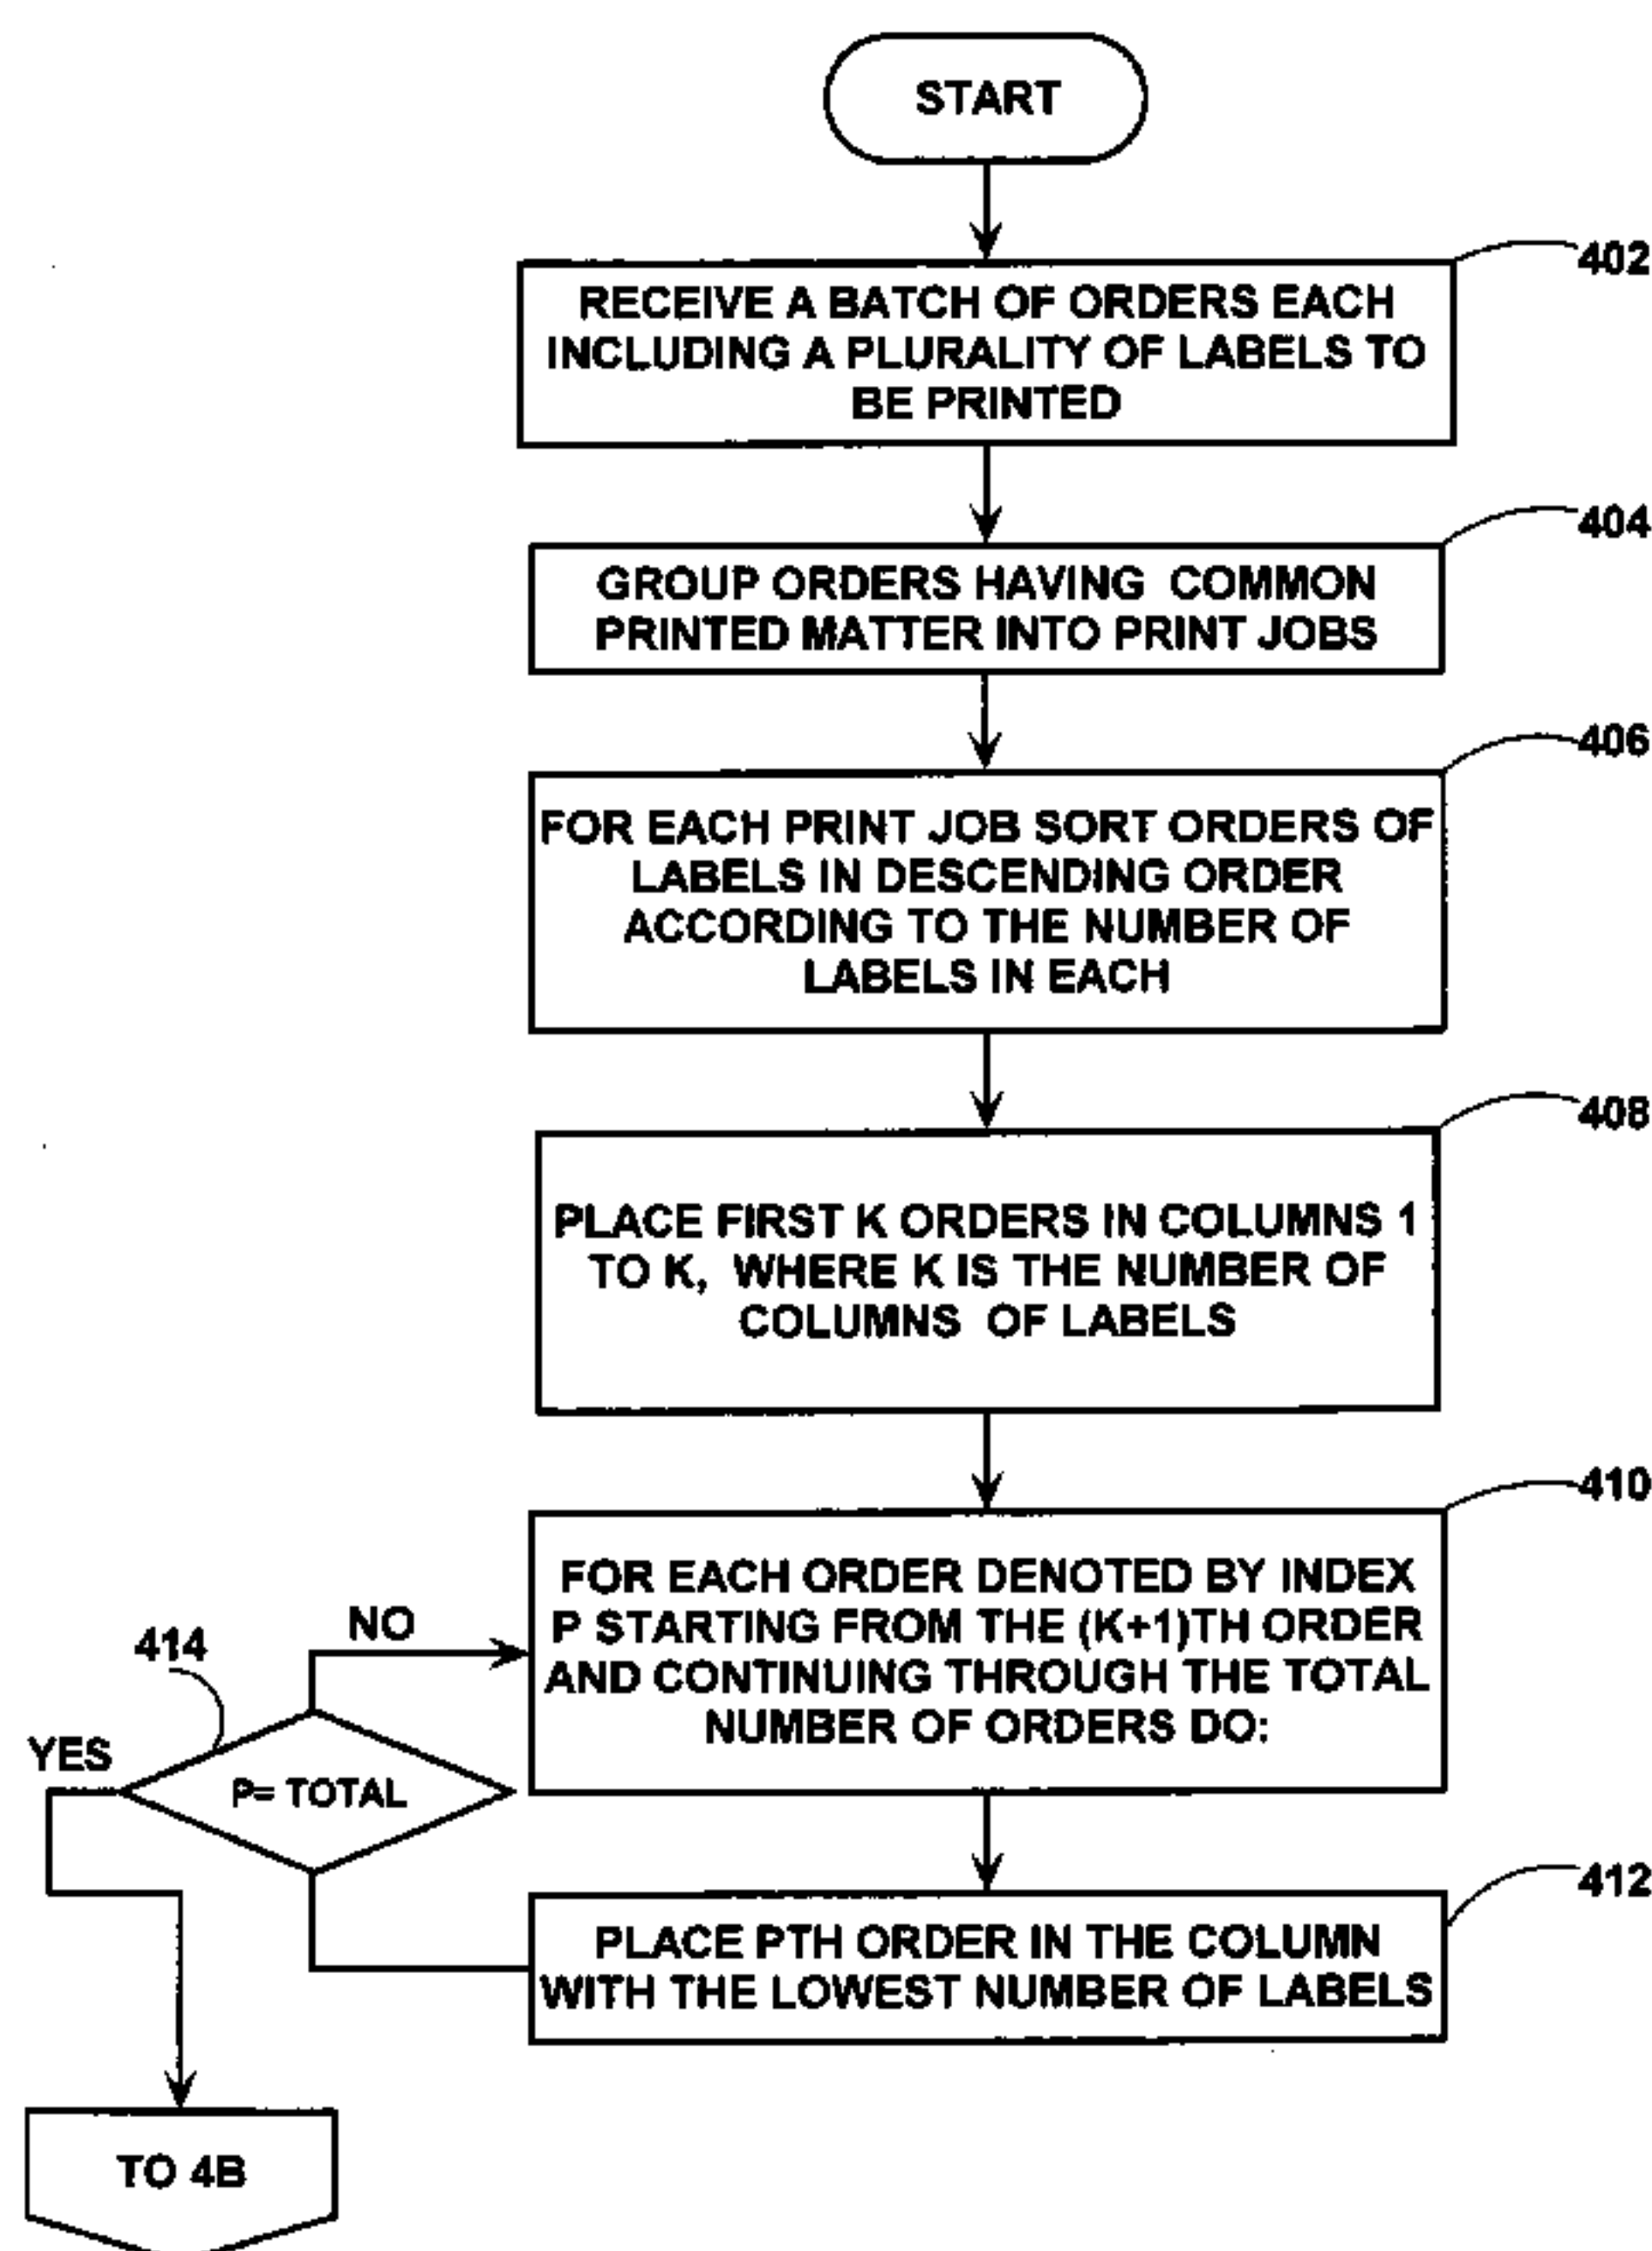 START
402
RECEIVE A BATCH OF ORDERS EACH
INCLUDING A PLURALITY OF LABELS TO
BE PRINTED
404
GROUP ORDERS HAVING COMMON
PRINTED MATTER INTO PRINT JOBS
406
FOR EACH PRINT JOB SORT ORDERS OF
LABELS IN DESCENDING ORDER
ACCORDING TO THE NUMBER OF
LABELS IN EACH
408
PLACE FIRST K ORDERS IN COLUMNS 1
TO K, WHERE K IS THE NUMBER OF
COLUMNS OF LABELS
410
FOR EACH ORDER DENOTED BY INDEX
P STARTING FROM THE (K+1)TH ORDER
AND CONTINUING THROUGH THE TOTAL
NUMBER OF ORDERS DO:
NO
414
YES
P= TOTAL
412
PLACE PTH ORDER IN THE COLUMN
WITH THE LOWEST NUMBER OF LABELS
TO 4B